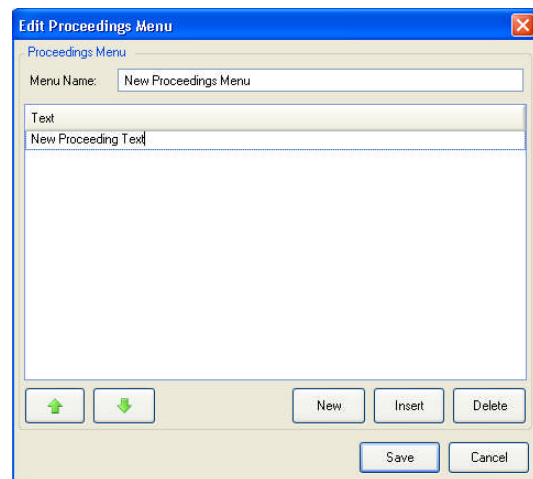 Edit Proceedings Menu
Proceedings Menu
Menu Name: New Proceedings Menu
Text
New Proceeding Text
New Insert Delete
Save Cancel